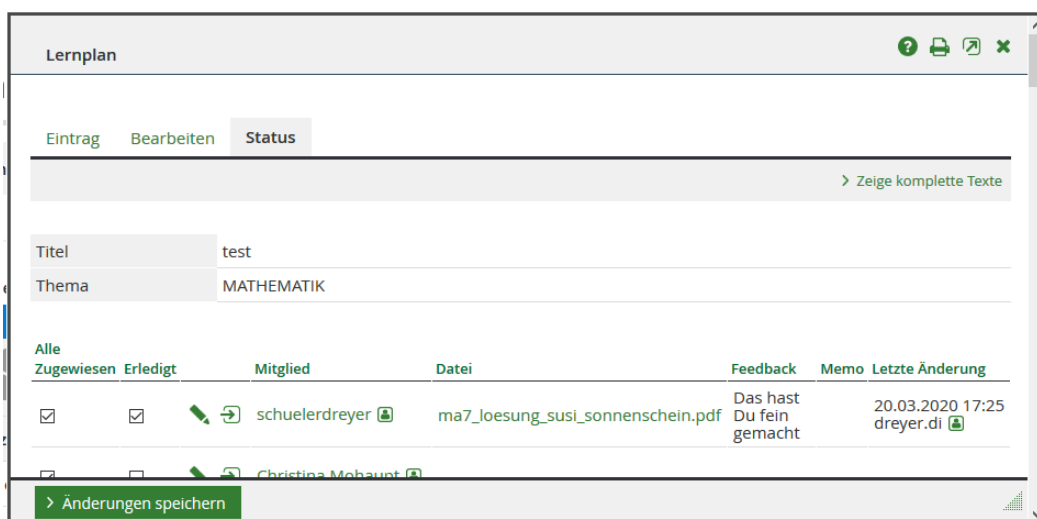 Lernplan
Eintrag Bearbeiten Status
> Zeige komplette Texte
Titel test
Thema MATHEMATIK
Alle
Zugewiesen Erledigt Mitglied Datei Feedback Memo Letzte Änderung
schuelerdreyer ma7_loesung_susi_sonnenschein.pdf Das hast
Du fein
gemacht 20.03.2020 17:25
dreyer.di
Christina Mohaupt
> Änderungen speichern